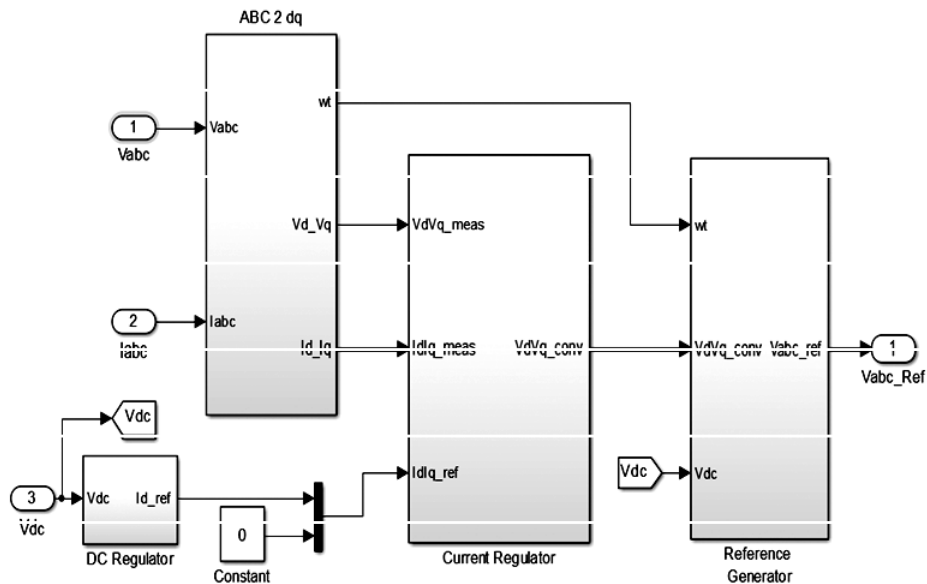 ABC 2 dq
1
Vabc
Vabc
wt
Vd_Vq
VdVq_meas
wt
2
Iabc
Iabc
Id_Iq
IdIq_meas
VdVq_conv
VdVq_conv
Vabc_ref
1
Vabc_Ref
Vdc
IdIq_ref
Vdc
Vdc
3
Vdc
Vdc
Id_ref
0
DC Regulator
Constant
Current Regulator
Reference
Generator